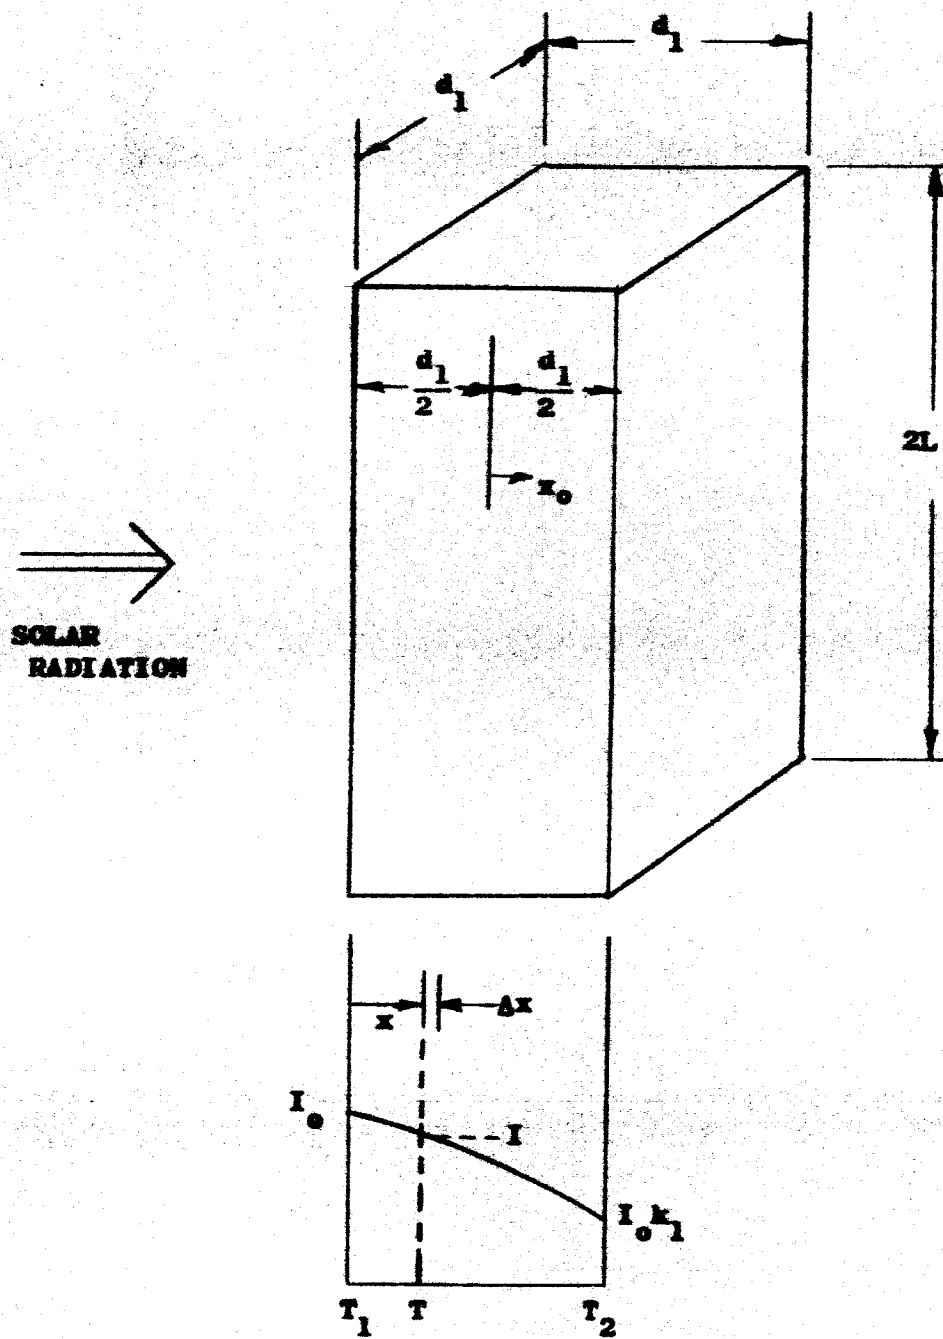 d₁
d₁
d₁/2 d₁/2
x₀
2L
SOLAR
RADIATION
x Δx
I₀
I
I₀k₁
T₁ T T₂